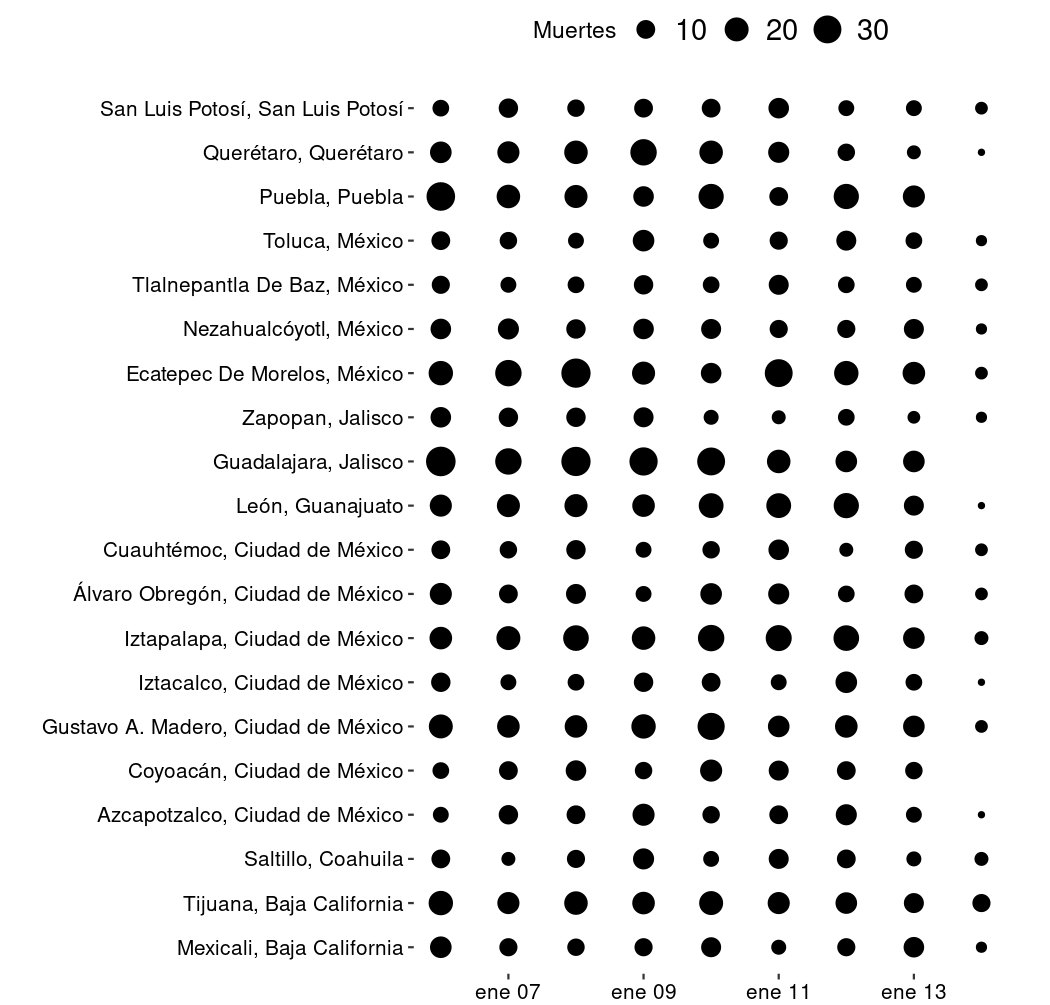 Muertes 10 20 30
San Luis Potosí, San Luis Potosí
Querétaro, Querétaro
Puebla, Puebla
Toluca, México
Tlalnepantla De Baz, México
Nezahualcóyotl, México
Ecatepec De Morelos, México
Zapopan, Jalisco
Guadalajara, Jalisco
León, Guanajuato
Cuauhtémoc, Ciudad de México
Álvaro Obregón, Ciudad de México
Iztapalapa, Ciudad de México
Iztacalco, Ciudad de México
Gustavo A. Madero, Ciudad de México
Coyoacán, Ciudad de México
Azcapotzalco, Ciudad de México
Saltillo, Coahuila
Tijuana, Baja California
Mexicali, Baja California
ene 07 ene 09 ene 11 ene 13